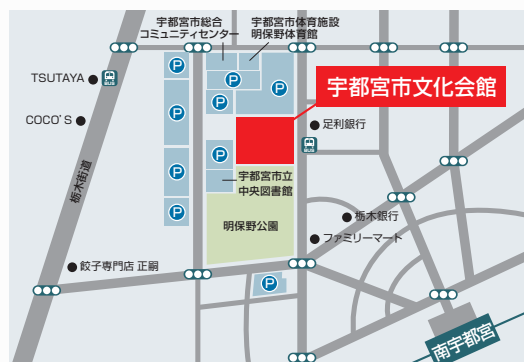 宇都宮市総合
コミュニティセンター
宇都宮市体育施設
明保野体育館
P
P
P
TSUTAYA
BUS
P
宇都宮市文化会館
COCO'S
足利銀行
BUS
P
P
宇都宮市立
中央図書館
栃木街道
P
明保野公園
栃木銀行
ファミリーマート
餃子専門店 正嗣
P
南宇都宮